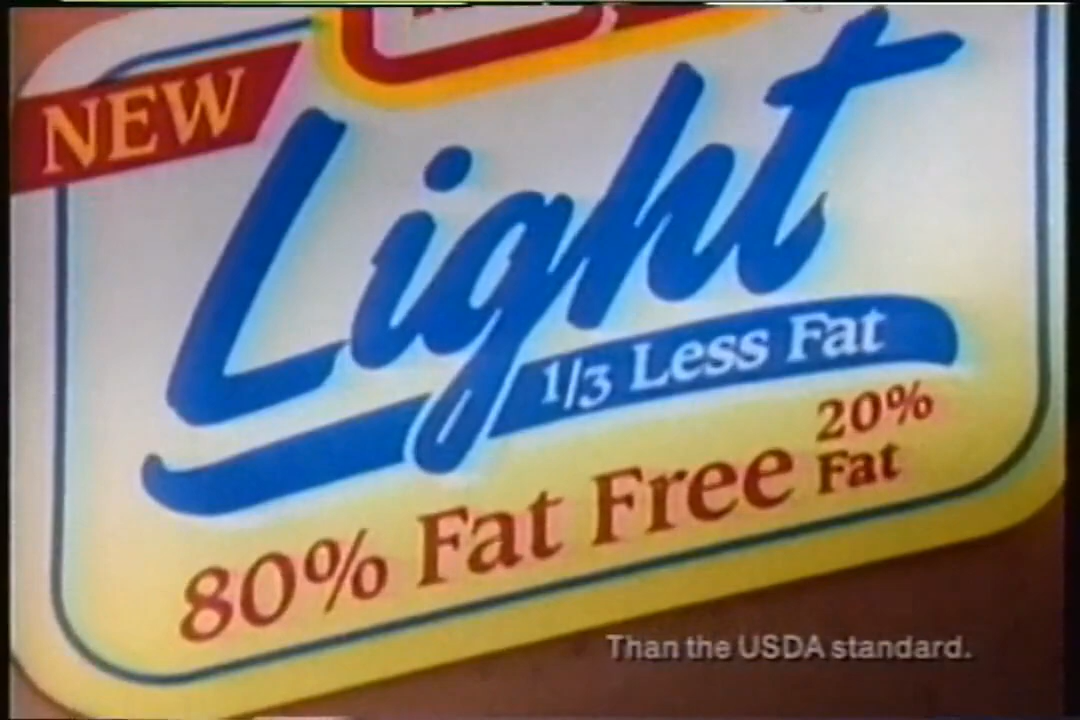 NEW
Light
1/3 Less Fat
80% Fat Free 20% Fat
Than the USDA standard.